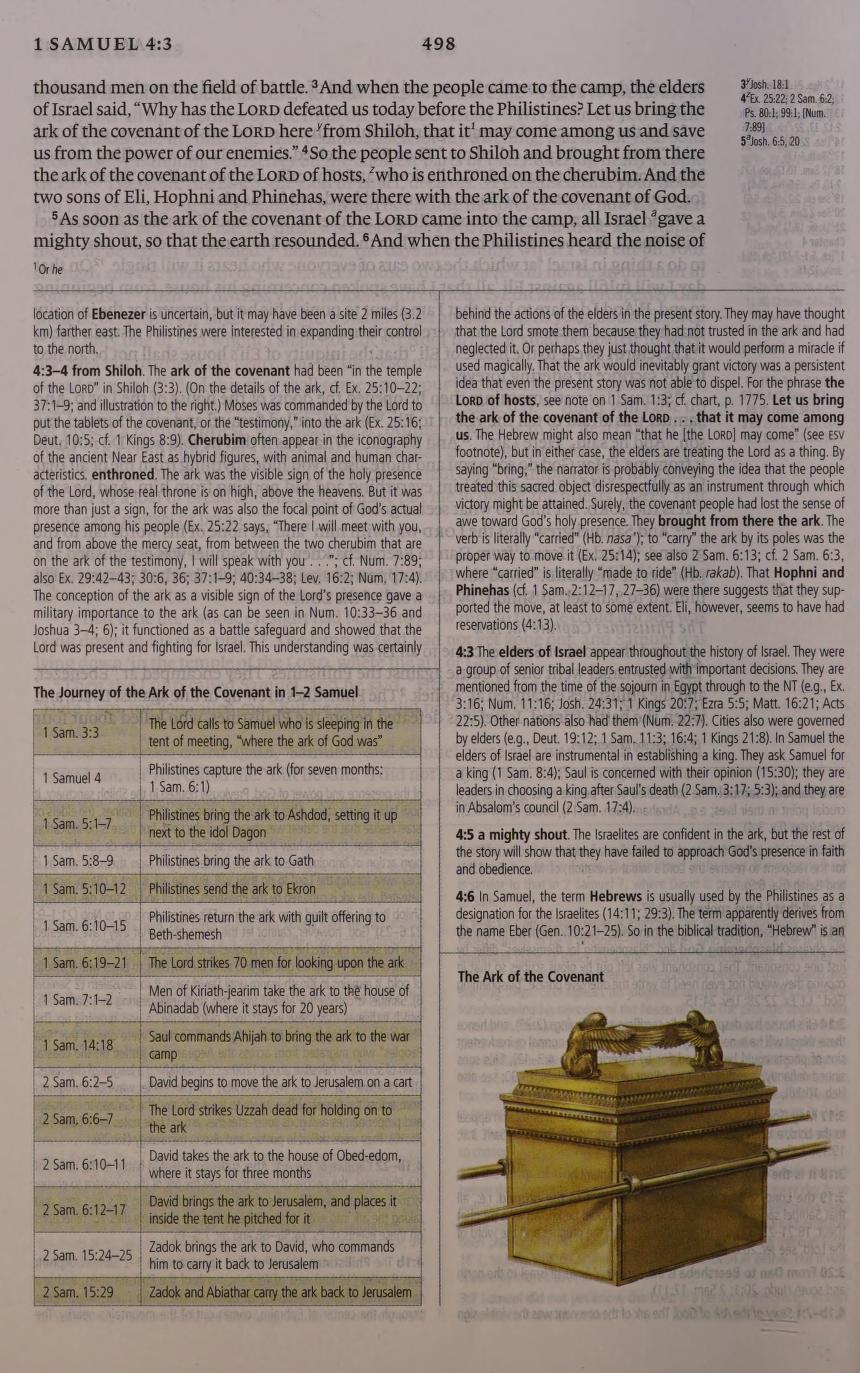 1 SAMUEL 4:3
498
thousand men on the field of battle. ³And when the people came to the camp, the elders
of Israel said, “Why has the LORD defeated us today before the Philistines? Let us bring the
ark of the covenant of the LORD here ʸfrom Shiloh, that it¹ may come among us and save
us from the power of our enemies.” ⁴So the people sent to Shiloh and brought from there
the ark of the covenant of the LORD of hosts, ᶻwho is enthroned on the cherubim. And the
two sons of Eli, Hophni and Phinehas, were there with the ark of the covenant of God.
⁵As soon as the ark of the covenant of the LORD came into the camp, all Israel ᵃgave a
mighty shout, so that the earth resounded. ⁶And when the Philistines heard the noise of
3ʸJosh. 18:1
4ᶻEx. 25:22; 2 Sam. 6:2;
Ps. 80:1; 99:1; [Num.
7:89]
5ᵃJosh. 6:5, 20
¹Or he
location of Ebenezer is uncertain, but it may have been a site 2 miles (3.2
km) farther east. The Philistines were interested in expanding their control
to the north.
4:3–4 from Shiloh. The ark of the covenant had been “in the temple
of the LORD” in Shiloh (3:3). (On the details of the ark, cf. Ex. 25:10–22;
37:1–9; and illustration to the right.) Moses was commanded by the Lord to
put the tablets of the covenant, or the “testimony,” into the ark (Ex. 25:16;
Deut. 10:5; cf. 1 Kings 8:9). Cherubim often appear in the iconography
of the ancient Near East as hybrid figures, with animal and human char-
acteristics. enthroned. The ark was the visible sign of the holy presence
of the Lord, whose real throne is on high, above the heavens. But it was
more than just a sign, for the ark was also the focal point of God's actual
presence among his people (Ex. 25:22 says, “There I will meet with you,
and from above the mercy seat, from between the two cherubim that are
on the ark of the testimony, I will speak with you . . .”; cf. Num. 7:89;
also Ex. 29:42–43; 30:6, 36; 37:1–9; 40:34–38; Lev. 16:2; Num. 17:4).
The conception of the ark as a visible sign of the Lord's presence gave a
military importance to the ark (as can be seen in Num. 10:33–36 and
Joshua 3–4; 6); it functioned as a battle safeguard and showed that the
Lord was present and fighting for Israel. This understanding was certainly
behind the actions of the elders in the present story. They may have thought
that the Lord smote them because they had not trusted in the ark and had
neglected it. Or perhaps they just thought that it would perform a miracle if
used magically. That the ark would inevitably grant victory was a persistent
idea that even the present story was not able to dispel. For the phrase the
LORD of hosts, see note on 1 Sam. 1:3; cf. chart, p. 1775. Let us bring
the ark of the covenant of the LORD . . . that it may come among
us. The Hebrew might also mean “that he [the LORD] may come” (see ESV
footnote), but in either case, the elders are treating the Lord as a thing. By
saying “bring,” the narrator is probably conveying the idea that the people
treated this sacred object disrespectfully as an instrument through which
victory might be attained. Surely, the covenant people had lost the sense of
awe toward God's holy presence. They brought from there the ark. The
verb is literally “carried” (Hb. nasa'); to “carry” the ark by its poles was the
proper way to move it (Ex. 25:14); see also 2 Sam. 6:13; cf. 2 Sam. 6:3,
where “carried” is literally “made to ride” (Hb. rakab). That Hophni and
Phinehas (cf. 1 Sam. 2:12–17, 27–36) were there suggests that they sup-
ported the move, at least to some extent. Eli, however, seems to have had
reservations (4:13).
4:3 The elders of Israel appear throughout the history of Israel. They were
a group of senior tribal leaders entrusted with important decisions. They are
mentioned from the time of the sojourn in Egypt through to the NT (e.g., Ex.
3:16; Num. 11:16; Josh. 24:31; 1 Kings 20:7; Ezra 5:5; Matt. 16:21; Acts
22:5). Other nations also had them (Num. 22:7). Cities also were governed
by elders (e.g., Deut. 19:12; 1 Sam. 11:3; 16:4; 1 Kings 21:8). In Samuel the
elders of Israel are instrumental in establishing a king. They ask Samuel for
a king (1 Sam. 8:4); Saul is concerned with their opinion (15:30); they are
leaders in choosing a king after Saul's death (2 Sam. 3:17; 5:3); and they are
in Absalom's council (2 Sam. 17:4).
4:5 a mighty shout. The Israelites are confident in the ark, but the rest of
the story will show that they have failed to approach God's presence in faith
and obedience.
4:6 In Samuel, the term Hebrews is usually used by the Philistines as a
designation for the Israelites (14:11; 29:3). The term apparently derives from
the name Eber (Gen. 10:21–25). So in the biblical tradition, “Hebrew” is an
The Journey of the Ark of the Covenant in 1–2 Samuel
1 Sam. 3:3
The Lord calls to Samuel who is sleeping in the
tent of meeting, “where the ark of God was”
1 Samuel 4
Philistines capture the ark (for seven months:
1 Sam. 6:1)
1 Sam. 5:1–7
Philistines bring the ark to Ashdod, setting it up
next to the idol Dagon
1 Sam. 5:8–9
Philistines bring the ark to Gath
1 Sam. 5:10–12
Philistines send the ark to Ekron
1 Sam. 6:10–15
Philistines return the ark with guilt offering to
Beth-shemesh
1 Sam. 6:19–21
The Lord strikes 70 men for looking upon the ark
1 Sam. 7:1–2
Men of Kiriath-jearim take the ark to the house of
Abinadab (where it stays for 20 years)
1 Sam. 14:18
Saul commands Ahijah to bring the ark to the war
camp
2 Sam. 6:2–5
David begins to move the ark to Jerusalem on a cart
2 Sam. 6:6–7
The Lord strikes Uzzah dead for holding on to
the ark
2 Sam. 6:10–11
David takes the ark to the house of Obed-edom,
where it stays for three months
2 Sam. 6:12–17
David brings the ark to Jerusalem, and places it
inside the tent he pitched for it
2 Sam. 15:24–25
Zadok brings the ark to David, who commands
him to carry it back to Jerusalem
2 Sam. 15:29
Zadok and Abiathar carry the ark back to Jerusalem
The Ark of the Covenant